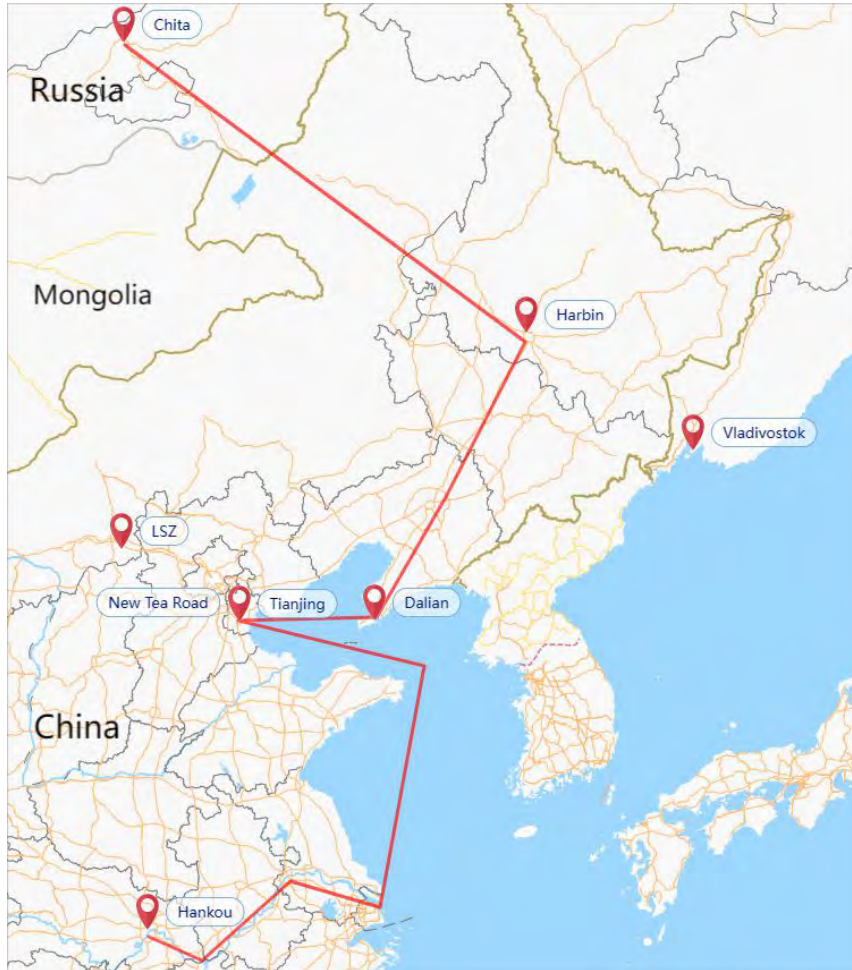 Chita
Russia
Mongolia
Harbin
Vladivostok
LSZ
New Tea Road
Tianjing
Dalian
China
Hankou